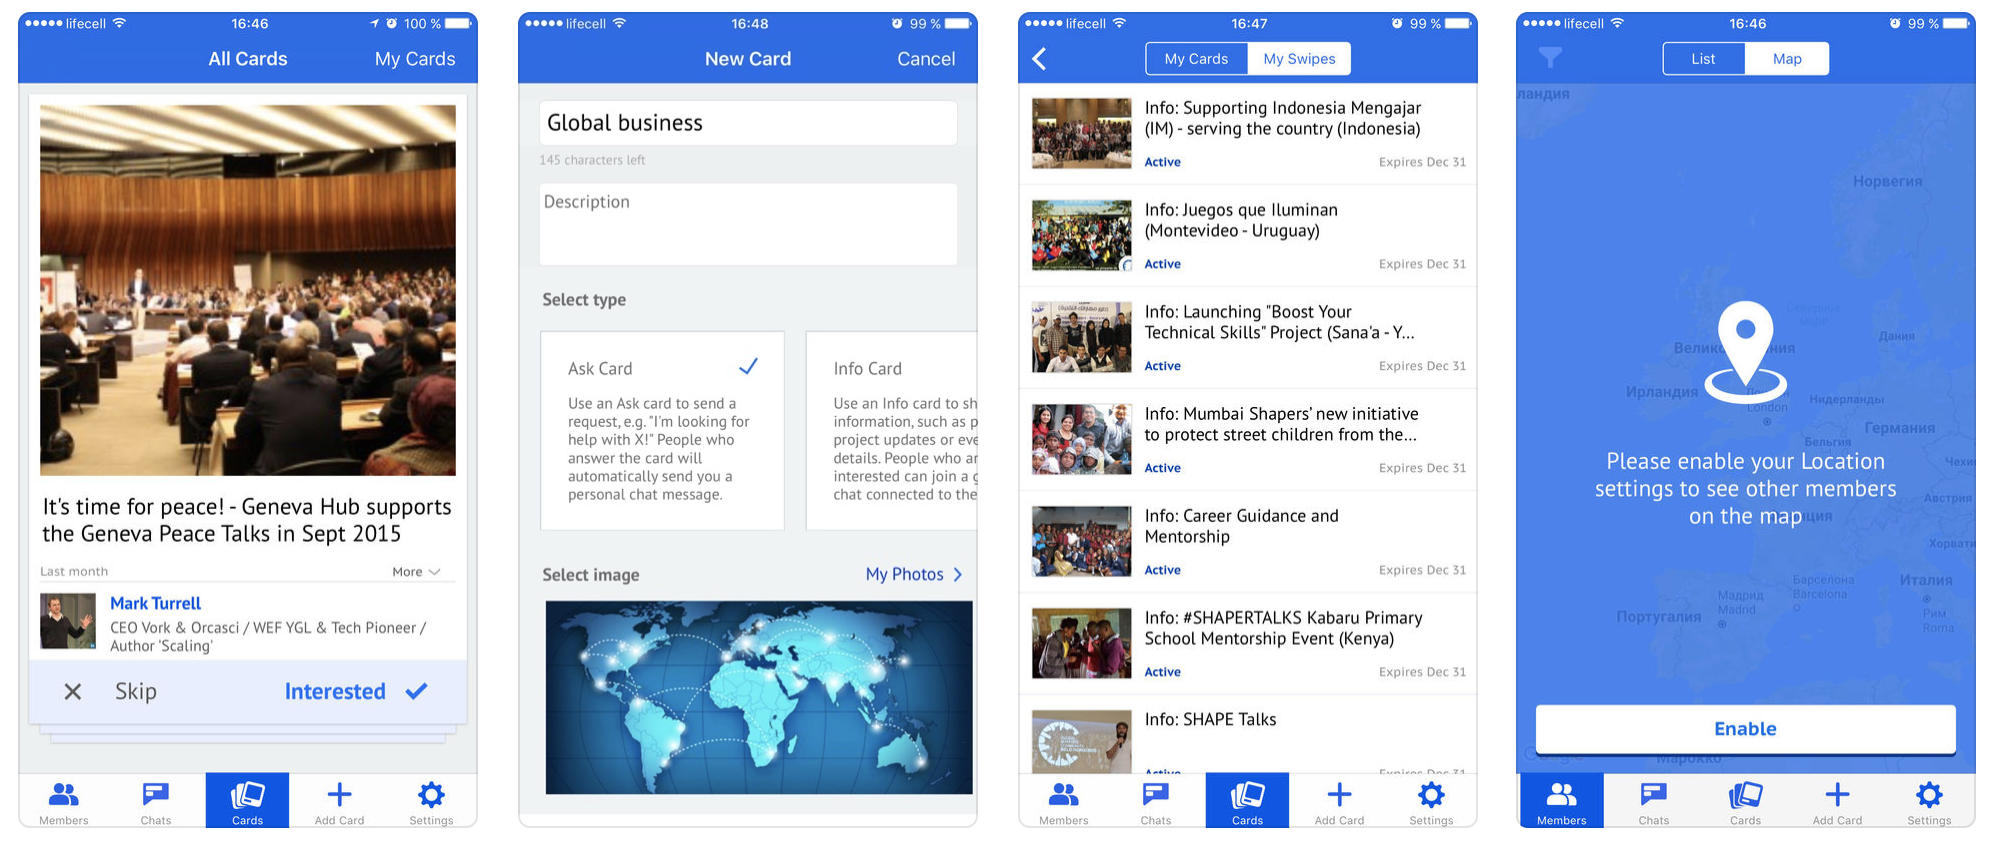 lifecell 16:46 100 %
All Cards My Cards
It's time for peace! - Geneva Hub supports
the Geneva Peace Talks in Sept 2015
Last month More
Mark Turrell
CEO Vork & Orcasci / WEF YGL & Tech Pioneer /
Author 'Scaling'
Skip Interested
Members Chats Cards Add Card Settings
lifecell 16:48 99 %
New Card Cancel
Global business
145 characters left
Description
Select type
Ask Card
Use an Ask card to send a
request, e.g. "I'm looking for
help with X!" People who
answer the card will
automatically send you a
personal chat message.
Info Card
Use an Info card to sh
information, such as p
project updates or eve
details. People who ar
interested can join a g
chat connected to the
Select image My Photos
lifecell 16:47 99 %
My Cards My Swipes
Info: Supporting Indonesia Mengajar
(IM) - serving the country (Indonesia)
Active Expires Dec 31
Info: Juegos que Iluminan
(Montevideo - Uruguay)
Active Expires Dec 31
Info: Launching "Boost Your
Technical Skills" Project (Sana'a - Y...
Active Expires Dec 31
Info: Mumbai Shapers' new initiative
to protect street children from the...
Active Expires Dec 31
Info: Career Guidance and
Mentorship
Active Expires Dec 31
Info: #SHAPERTALKS Kabaru Primary
School Mentorship Event (Kenya)
Active Expires Dec 31
Info: SHAPE Talks
Active Expires Dec 31
Members Chats Cards Add Card Settings
lifecell 16:46 99 %
List Map
ландия
Норвегия
Дания
Ирландия
London
Нидерланды
Бельгия
Германия
Чехи
Please enable your Location
settings to see other members
on the map
Австрия
Хорвати
Барселона
Barcelona
Италия
Мадрид
Madrid
Португалия
Рим
Roma
Enable
Google
Марокко
Members Chats Cards Add Card Settings